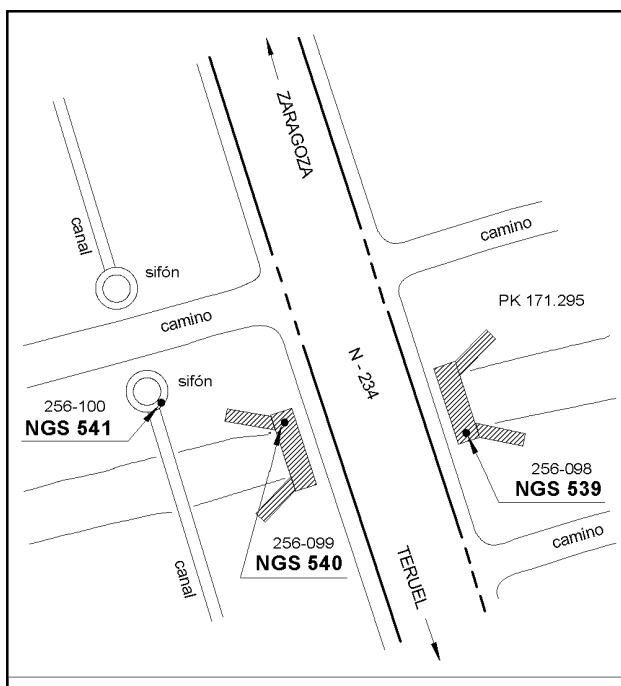 ZARAGOZA
canal
sifón
camino
camino
PK 171.295
N - 234
sifón
256-100
NGS 541
256-098
NGS 539
256-099
NGS 540
camino
canal
TERUEL